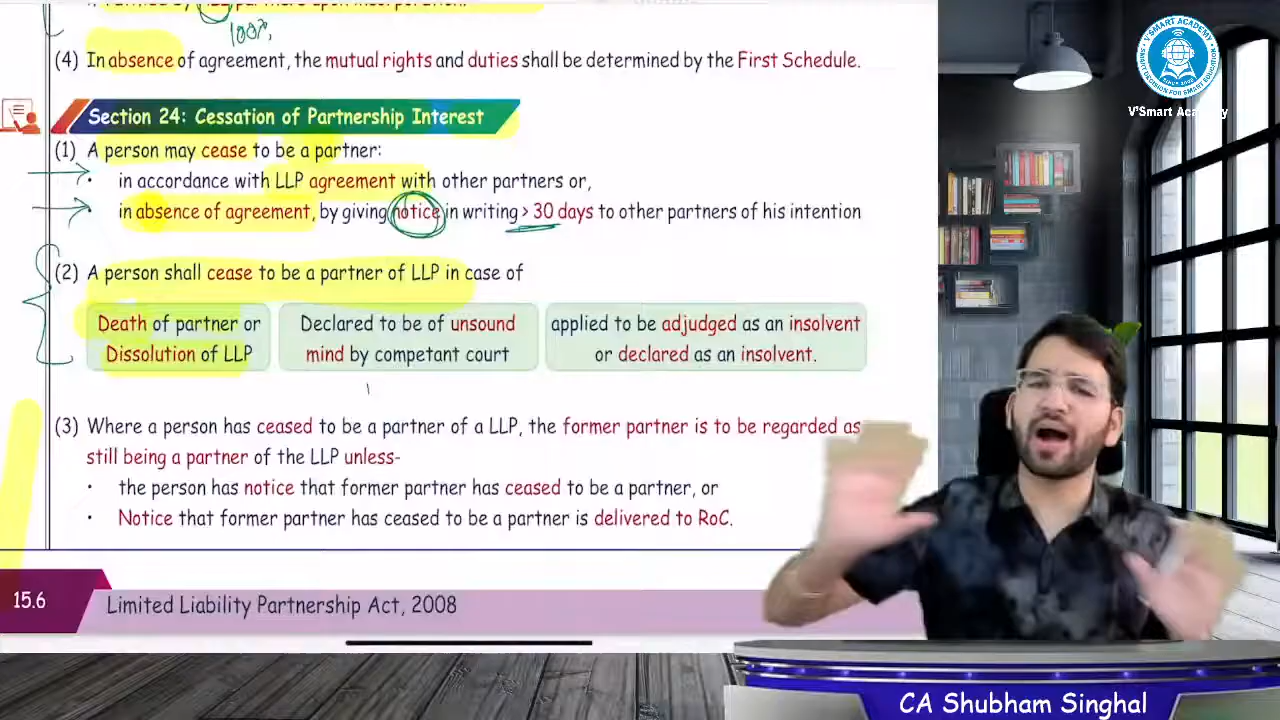 100%
(4) In absence of agreement, the mutual rights and duties shall be determined by the First Schedule.
Section 24: Cessation of Partnership Interest
(1) A person may cease to be a partner:
• in accordance with LLP agreement with other partners or,
• in absence of agreement, by giving notice in writing > 30 days to other partners of his intention
(2) A person shall cease to be a partner of LLP in case of
Death of partner or
Dissolution of LLP
Declared to be of unsound
mind by competant court
applied to be adjudged as an insolvent
or declared as an insolvent.
(3) Where a person has ceased to be a partner of a LLP, the former partner is to be regarded as
still being a partner of the LLP unless-
• the person has notice that former partner has ceased to be a partner, or
• Notice that former partner has ceased to be a partner is delivered to RoC.
15.6
Limited Liability Partnership Act, 2008
V'SMART ACADEMY
SMART DECISION FOR SMART EDUCATION
V'Smart Academy
CA Shubham Singhal